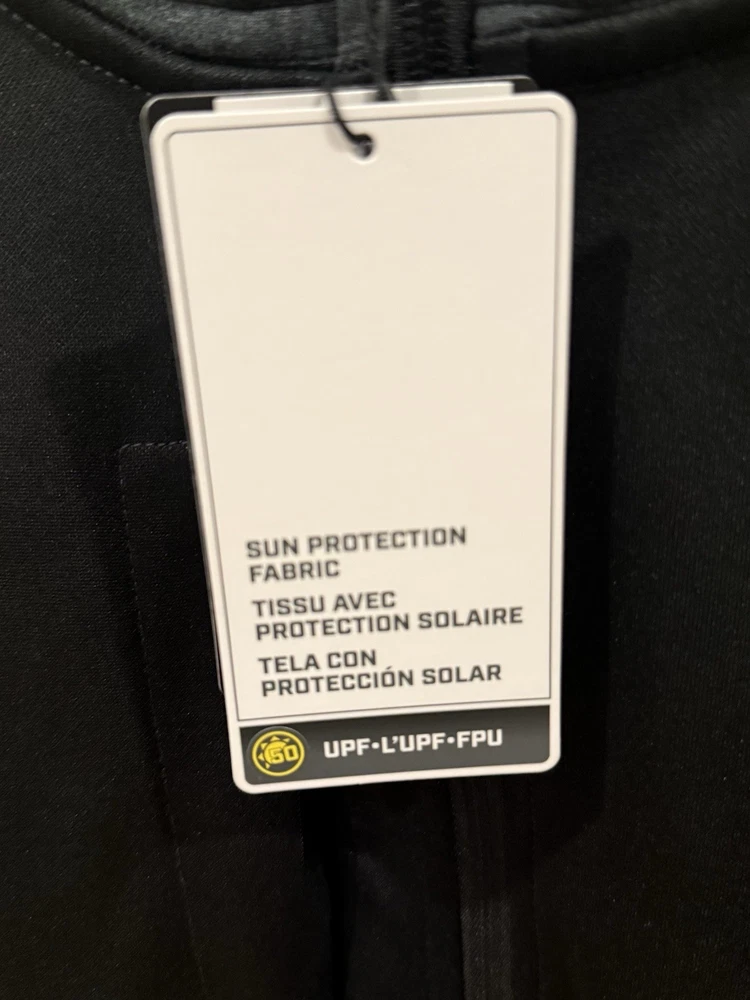 SUN PROTECTION
FABRIC
TISSU AVEC
PROTECTION SOLAIRE
TELA CON
PROTECCIÓN SOLAR
50 UPF•L'UPF•FPU